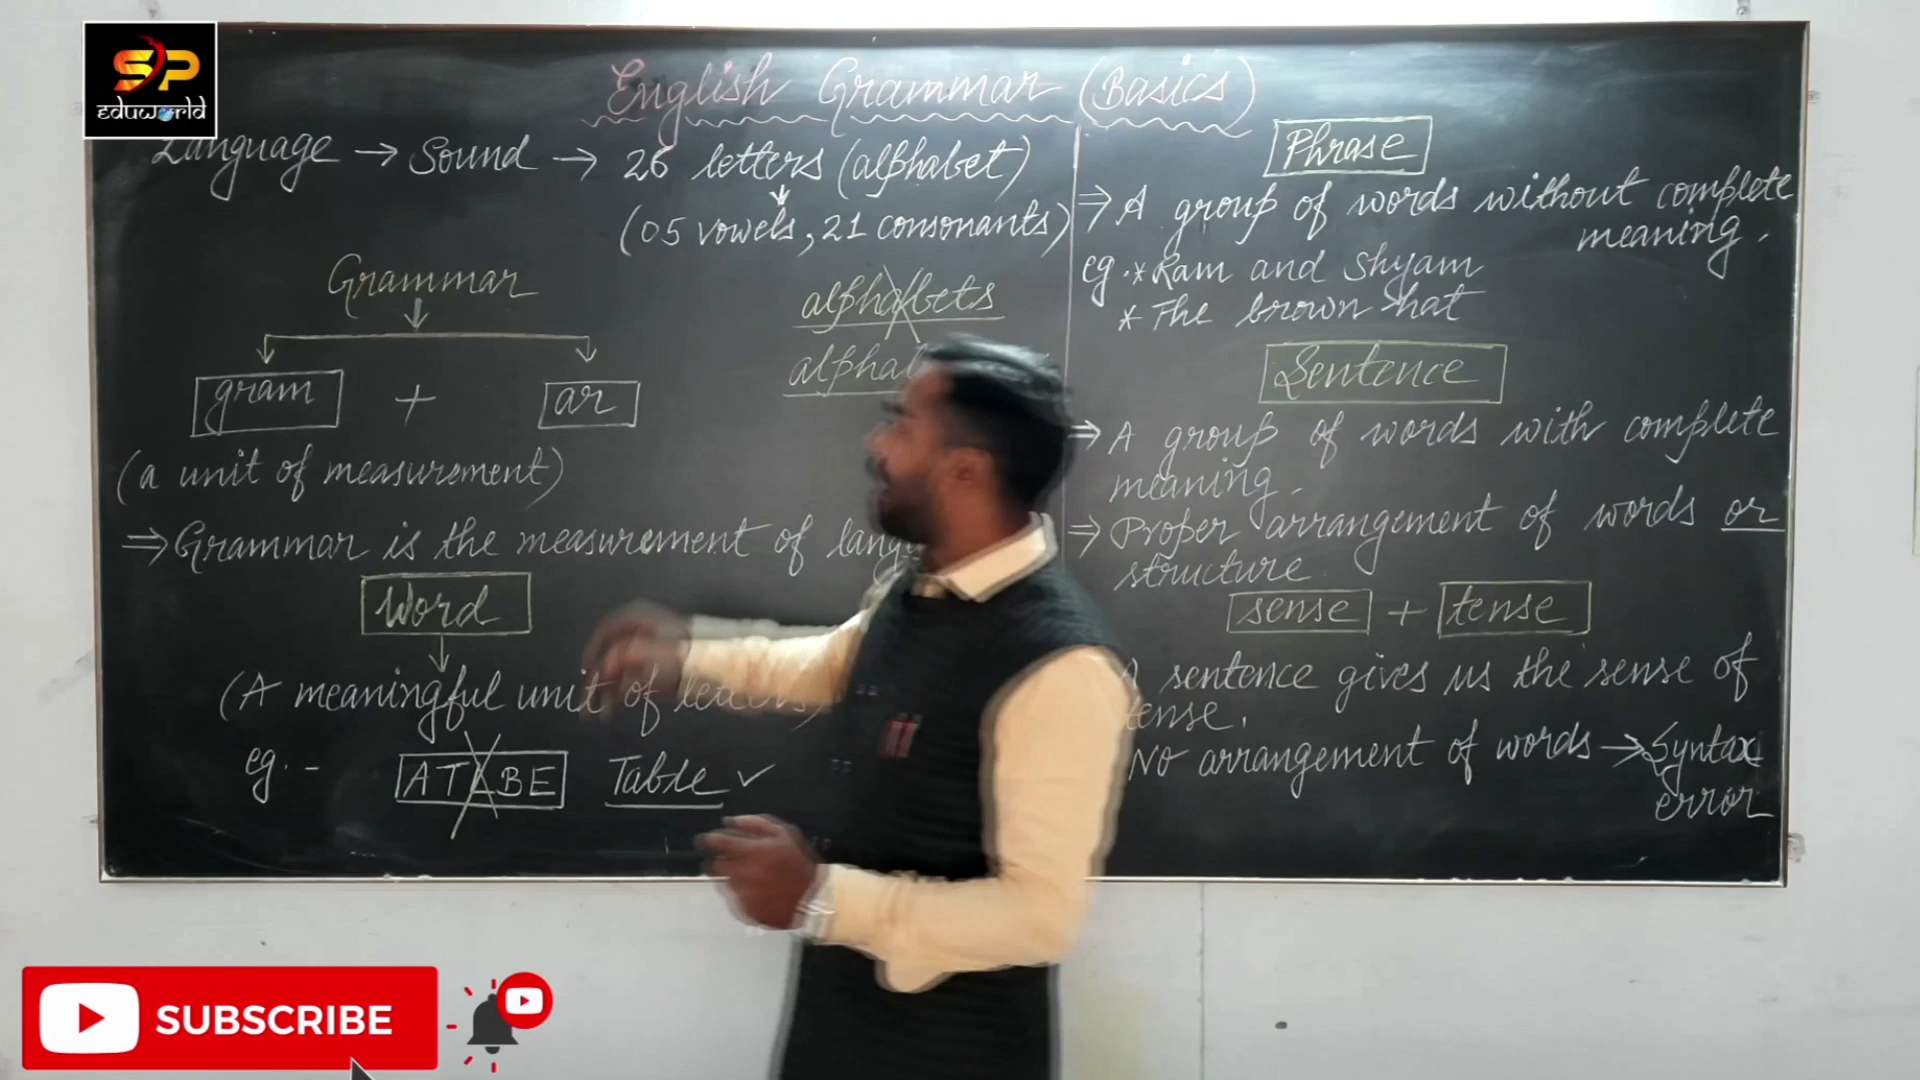 SP
eduworld
English Grammar (Basics)
Language → Sound → 26 letters (alphabet)
(05 vowels, 21 consonants)
Grammar
alphabets
gram + ar
(a unit of measurement)
⇒ Grammar is the measurement of
Word
(A meaningful unit of letters)
eg. - ATLBE Table ✓
Phrase
⇒ A group of words without complete
meaning.
eg. * Ram and Shyam
* The brown hat
Sentence
⇒ A group of words with complete
meaning.
⇒ Proper arrangement of words or
structure
sense + tense
A sentence gives us the sense of
tense.
No arrangement of words → Syntax
error
SUBSCRIBE